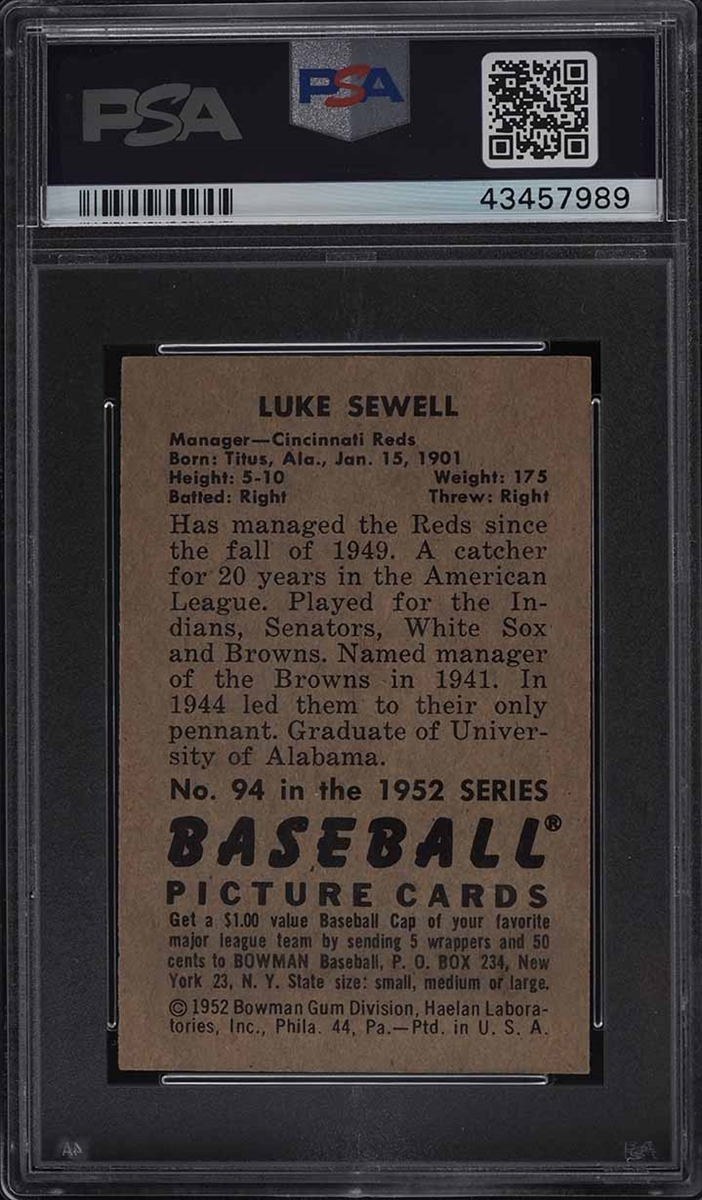 PSA
PSA
43457989
LUKE SEWELL
Manager—Cincinnati Reds
Born: Titus, Ala., Jan. 15, 1901
Height: 5-10 Weight: 175
Batted: Right Threw: Right
Has managed the Reds since
the fall of 1949. A catcher
for 20 years in the American
League. Played for the In-
dians, Senators, White Sox
and Browns. Named manager
of the Browns in 1941. In
1944 led them to their only
pennant. Graduate of Univer-
sity of Alabama.
No. 94 in the 1952 SERIES
BASEBALL®
PICTURE CARDS
Get a $1.00 value Baseball Cap of your favorite
major league team by sending 5 wrappers and 50
cents to BOWMAN Baseball, P. O. BOX 234, New
York 23, N. Y. State size: small, medium or large.
© 1952 Bowman Gum Division, Haelan Labora-
tories, Inc., Phila. 44, Pa.—Ptd. in U. S. A.